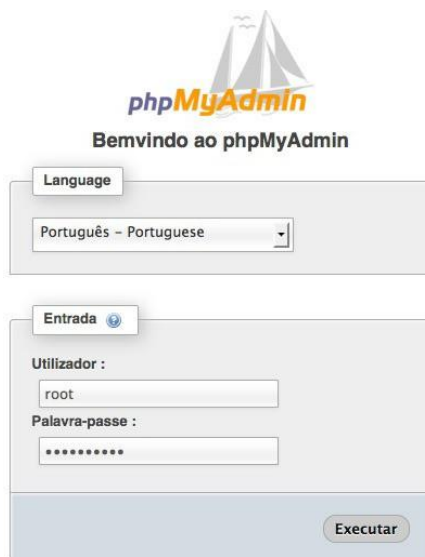 phpMyAdmin
Bemvindo ao phpMyAdmin
Language
Português - Portuguese
Entrada
Utilizador :
root
Palavra-passe :
••••••••••
Executar